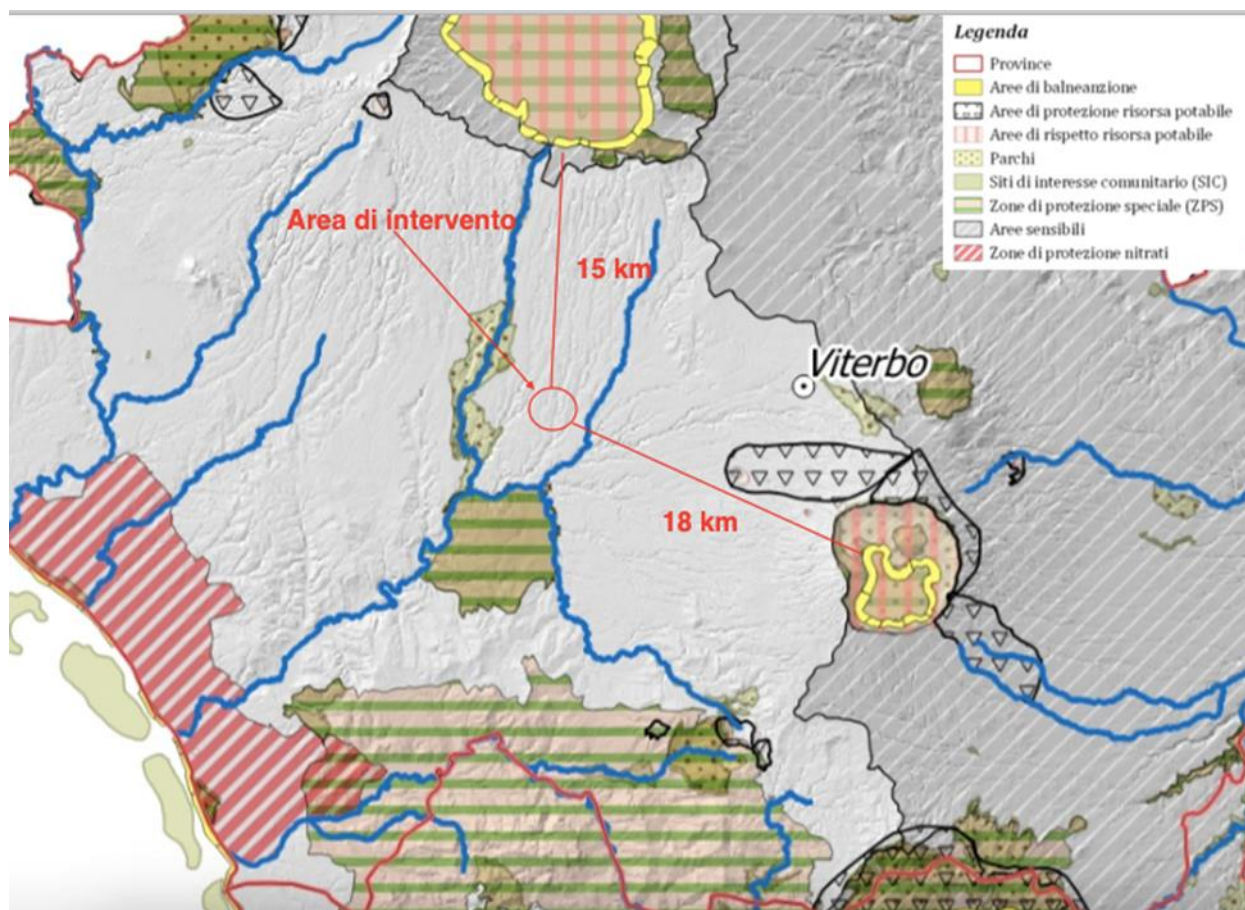 Legenda
Province
Aree di balneanzione
Aree di protezione risorsa potabile
Aree di rispetto risorsa potabile
Parchi
Siti di interesse comunitario (SIC)
Zone di protezione speciale (ZPS)
Aree sensibili
Zone di protezione nitrati
Area di intervento
15 km
Viterbo
18 km